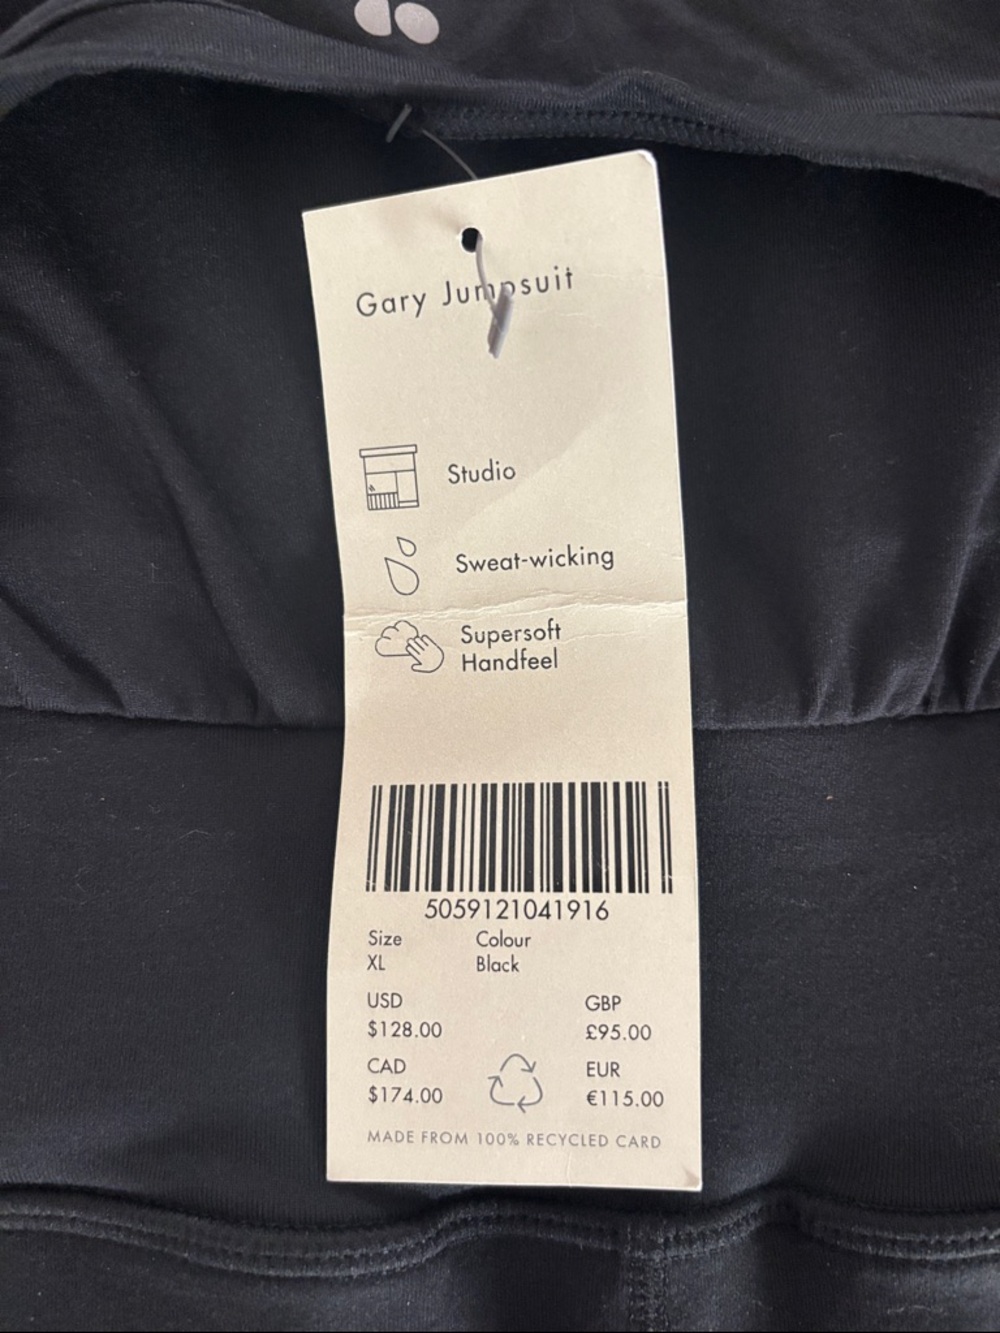 Gary Jumpsuit
Studio
Sweat-wicking
Supersoft
Handfeel
5059121041916
Size Colour
XL Black
USD GBP
$128.00 £95.00
CAD EUR
$174.00 €115.00
MADE FROM 100% RECYCLED CARD